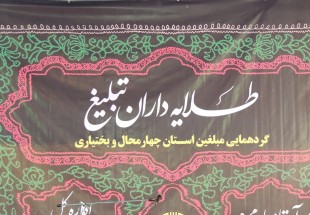 طلایه داران تبلیغ
گردهمایی مبلغین استان چهارمحال و بختیاری